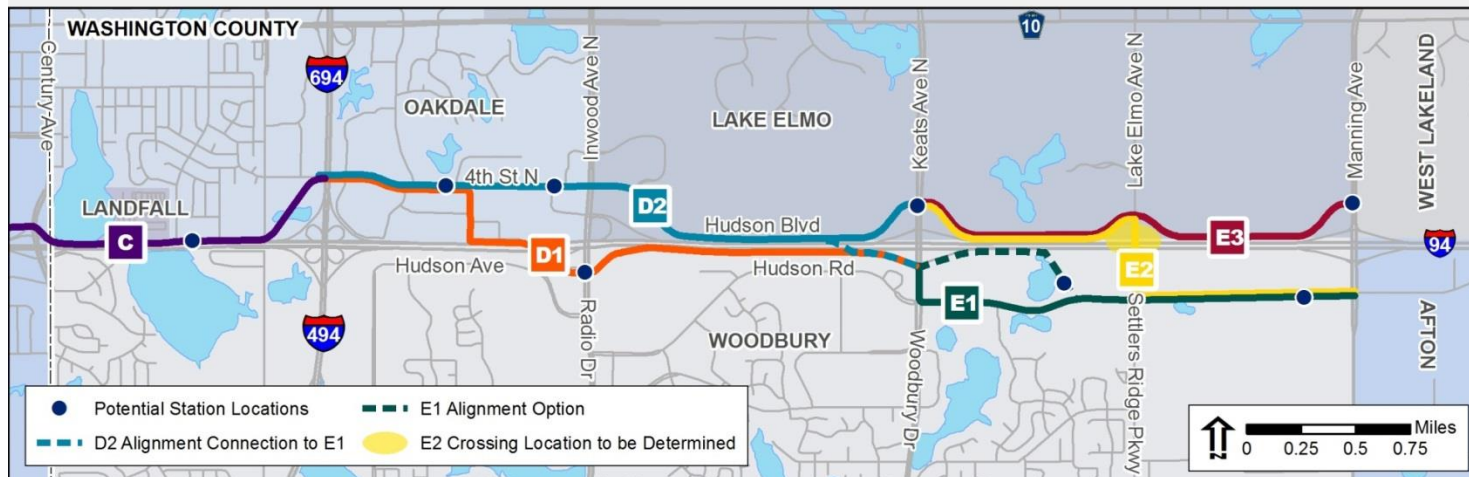 WASHINGTON COUNTY
Century Ave
694
OAKDALE
Inwood Ave N
LAKE ELMO
Keats Ave N
10
Lake Elmo Ave N
Manning Ave
WEST LAKELAND
LANDFALL
4th St N
C
D2
Hudson Blvd
E3
94
Hudson Ave
D1
Hudson Rd
E2
E1
494
Radio Dr
WOODBURY
Woodbury Dr
Settlers Ridge Pkwy
AFTON
Potential Station Locations
E1 Alignment Option
D2 Alignment Connection to E1
E2 Crossing Location to be Determined
N
Miles
0 0.25 0.5 0.75